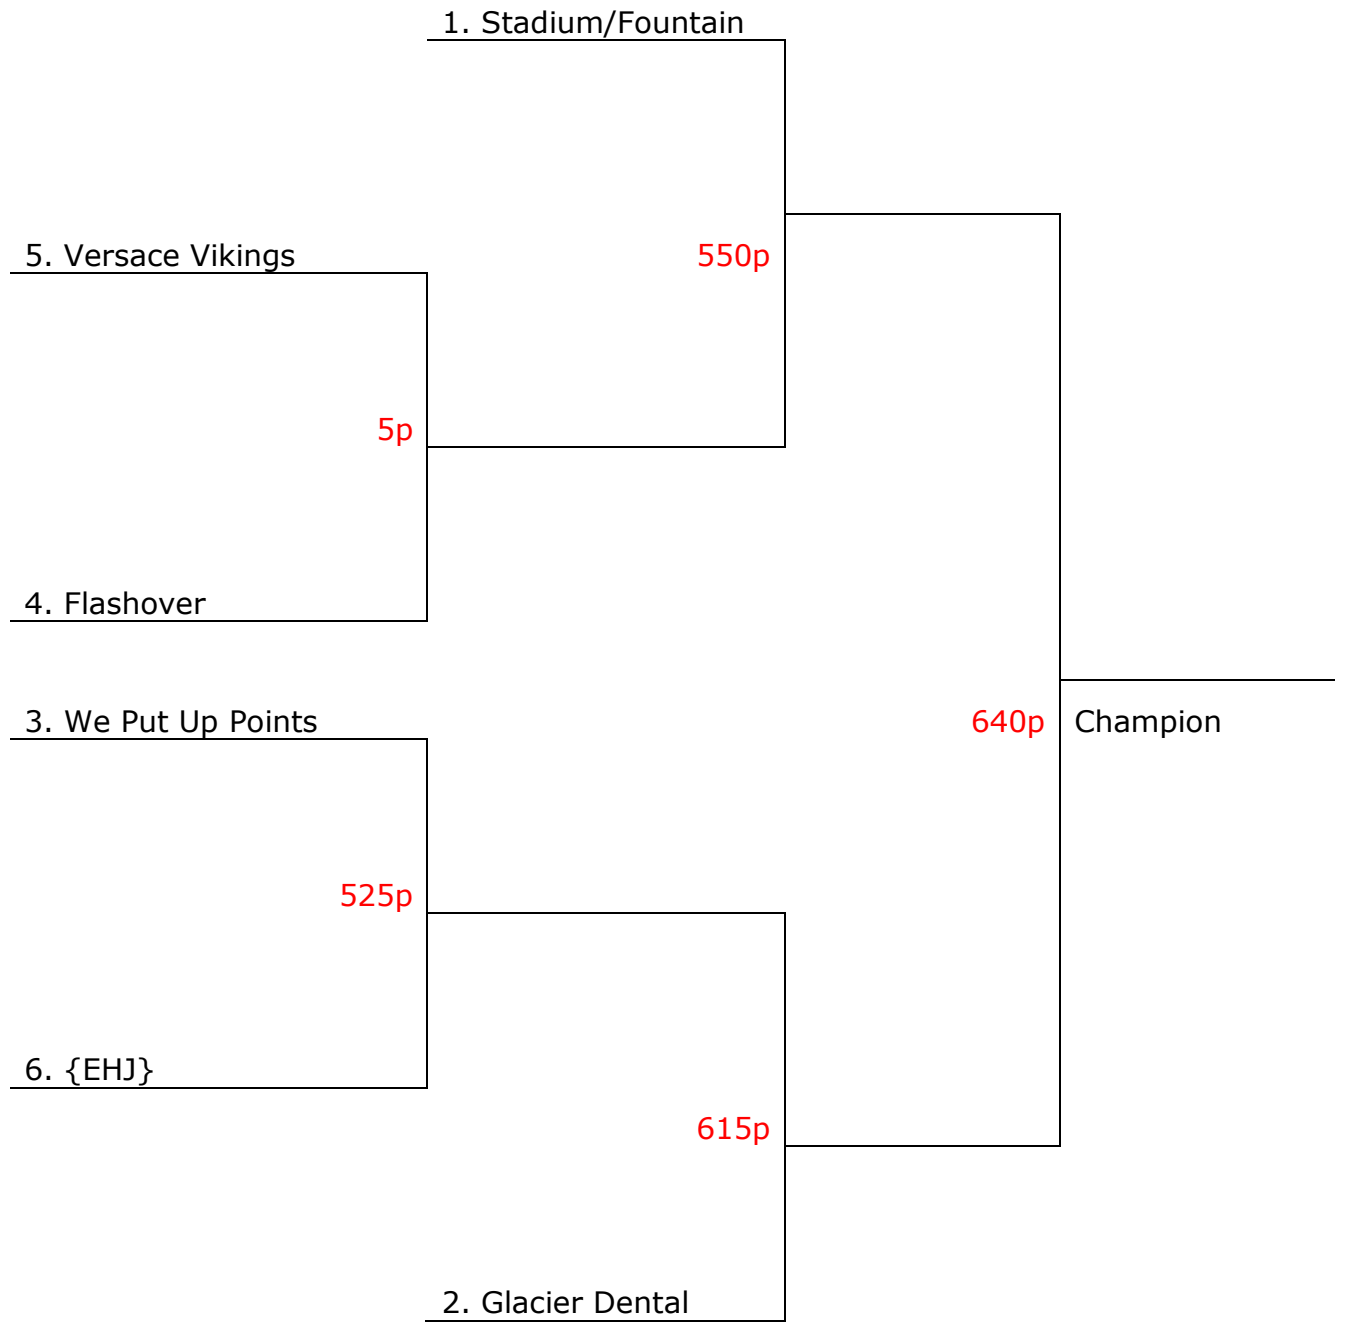 1. Stadium/Fountain
5. Versace Vikings
550p
5p
4. Flashover
3. We Put Up Points
640p
Champion
525p
6. {EHJ}
615p
2. Glacier Dental